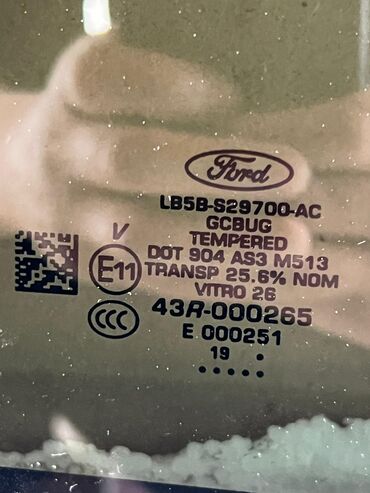 Ford
LB5B-S29700-AC
GCBUG
TEMPERED
DOT 904 AS3 M513
TRANSP 25.6% NOM
VITRO 26
V
E11
CCC
43R-000265
E 000251
19